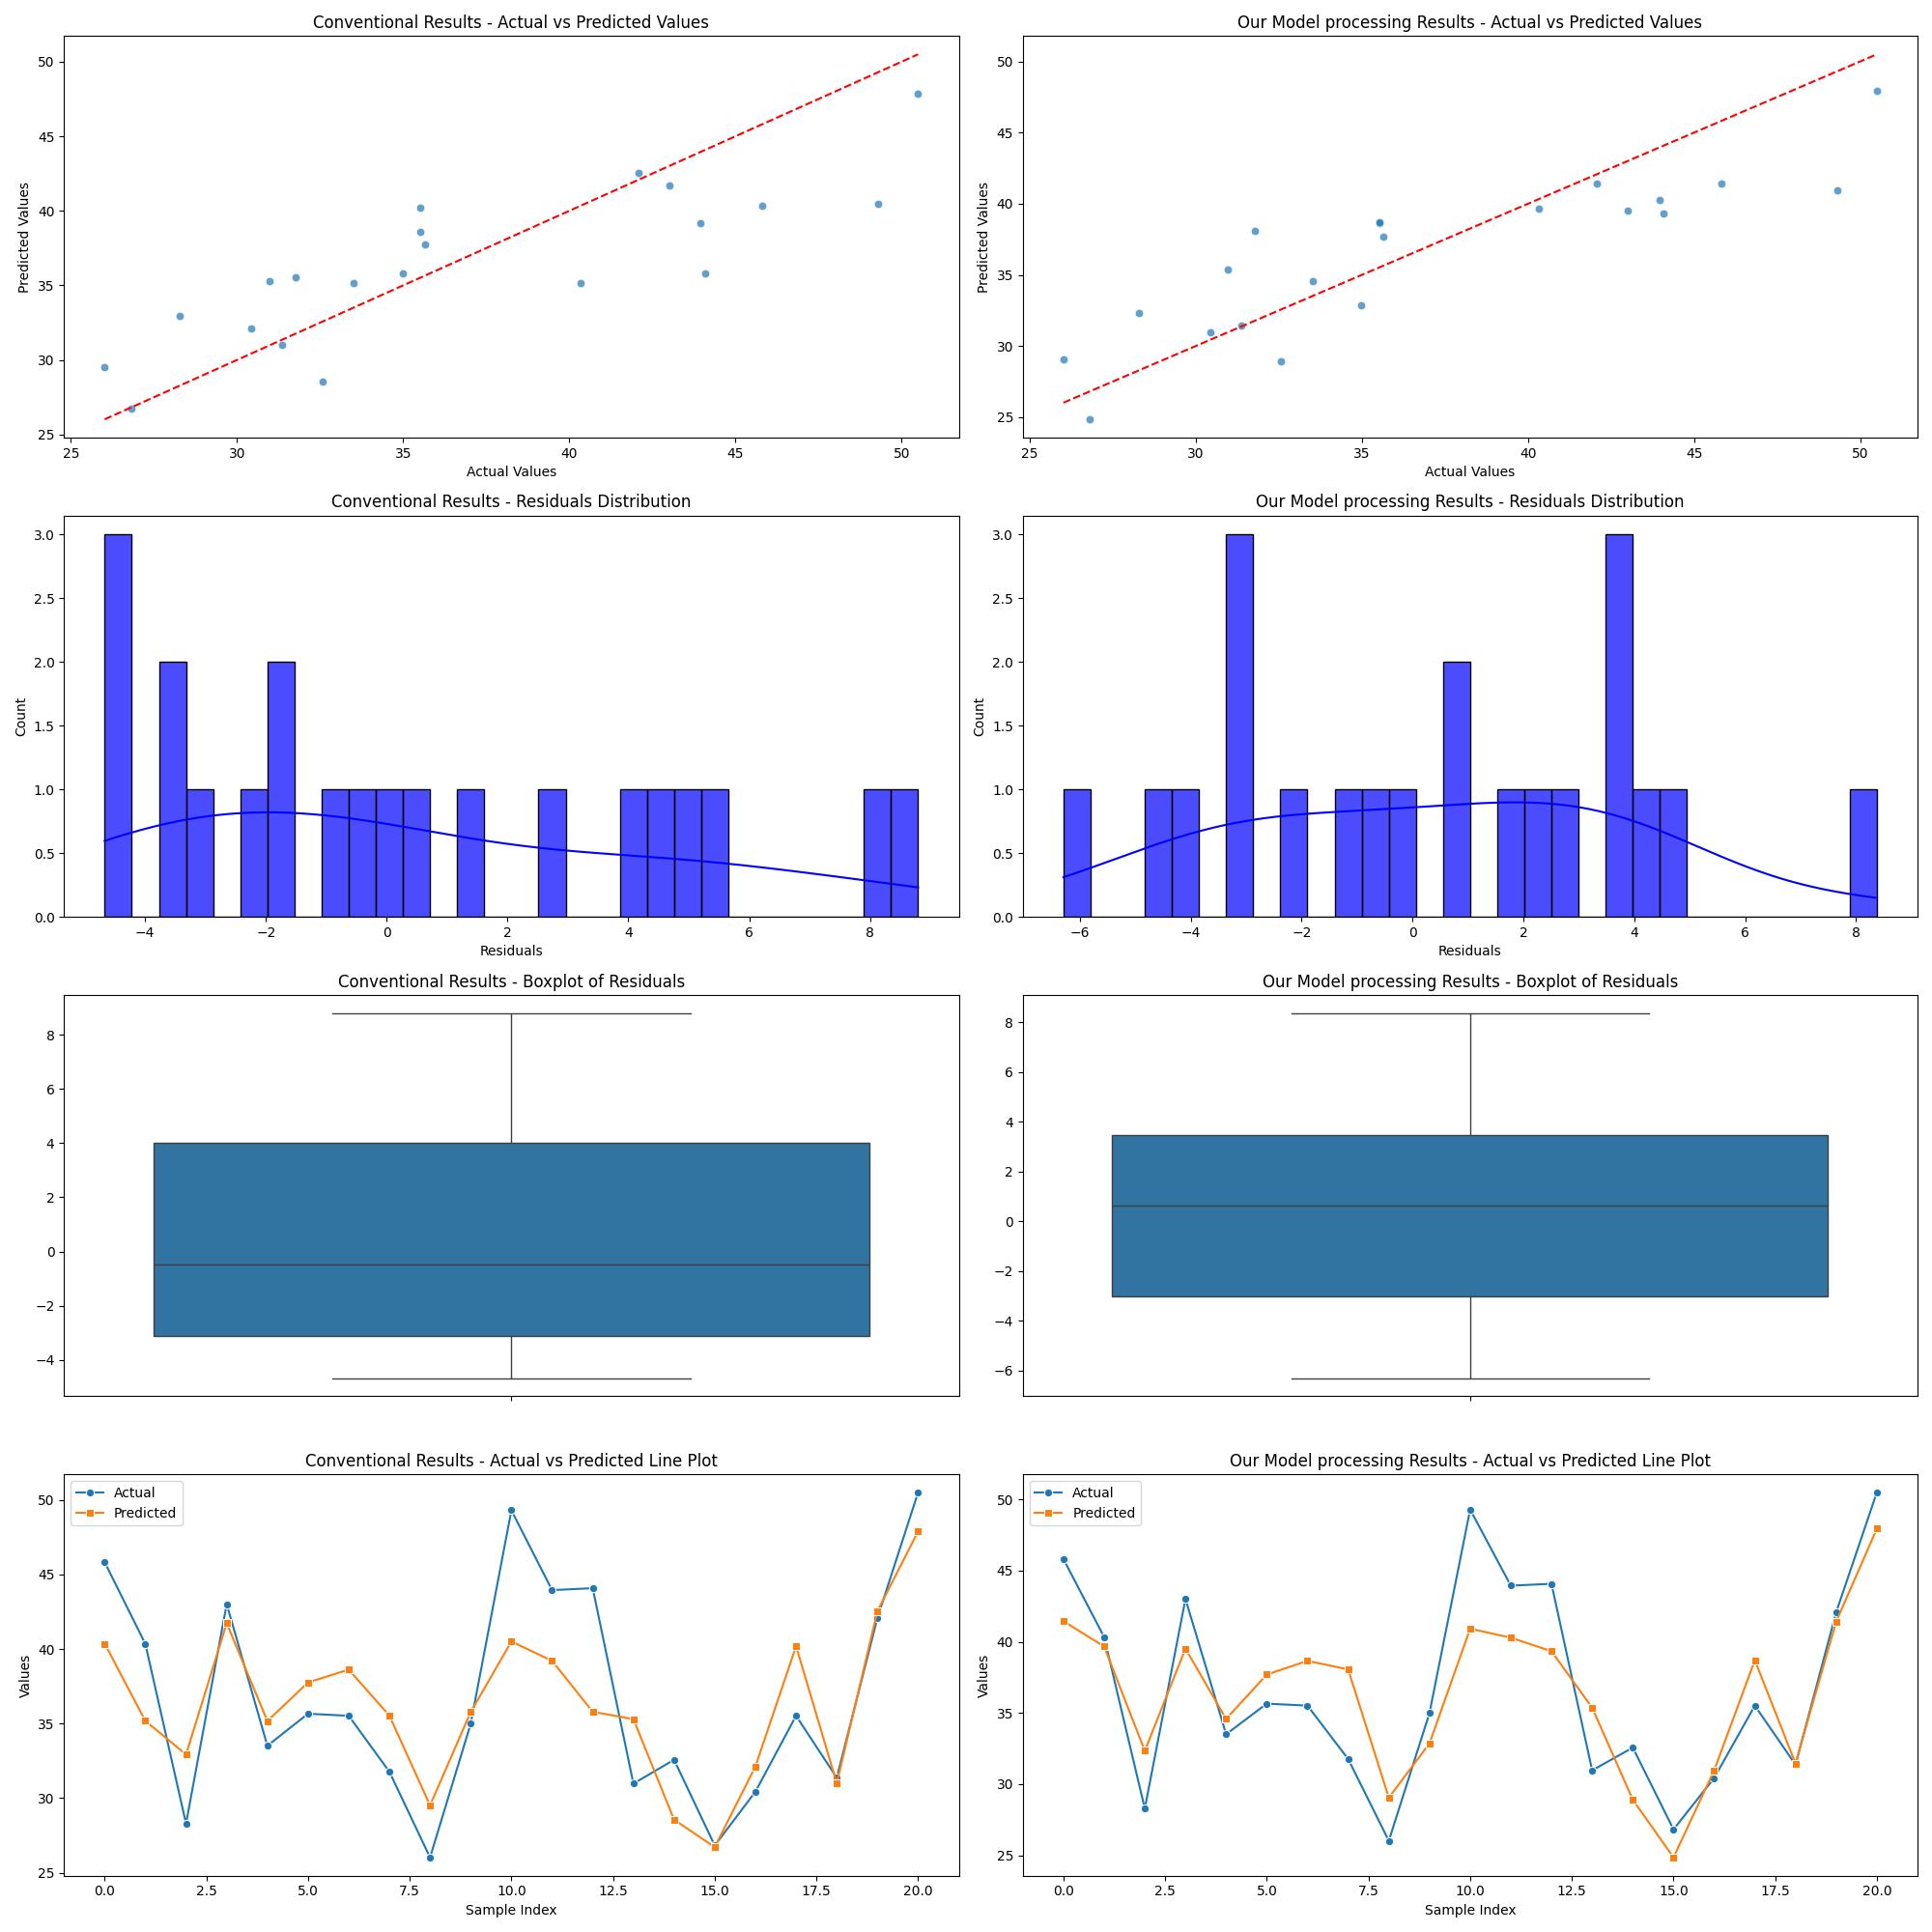 Conventional Results - Actual vs Predicted Values
Predicted Values
50
45
40
35
30
25
25 30 35 40 45 50
Actual Values
Our Model processing Results - Actual vs Predicted Values
Predicted Values
50
45
40
35
30
25
25 30 35 40 45 50
Actual Values
Conventional Results - Residuals Distribution
Count
3.0
2.5
2.0
1.5
1.0
0.5
0.0
−4 −2 0 2 4 6 8
Residuals
Our Model processing Results - Residuals Distribution
Count
3.0
2.5
2.0
1.5
1.0
0.5
0.0
−6 −4 −2 0 2 4 6 8
Residuals
Conventional Results - Boxplot of Residuals
8
6
4
2
0
−2
−4
Our Model processing Results - Boxplot of Residuals
8
6
4
2
0
−2
−4
−6
Conventional Results - Actual vs Predicted Line Plot
Actual
Predicted
Values
50
45
40
35
30
25
0.0 2.5 5.0 7.5 10.0 12.5 15.0 17.5 20.0
Sample Index
Our Model processing Results - Actual vs Predicted Line Plot
Actual
Predicted
Values
50
45
40
35
30
25
0.0 2.5 5.0 7.5 10.0 12.5 15.0 17.5 20.0
Sample Index